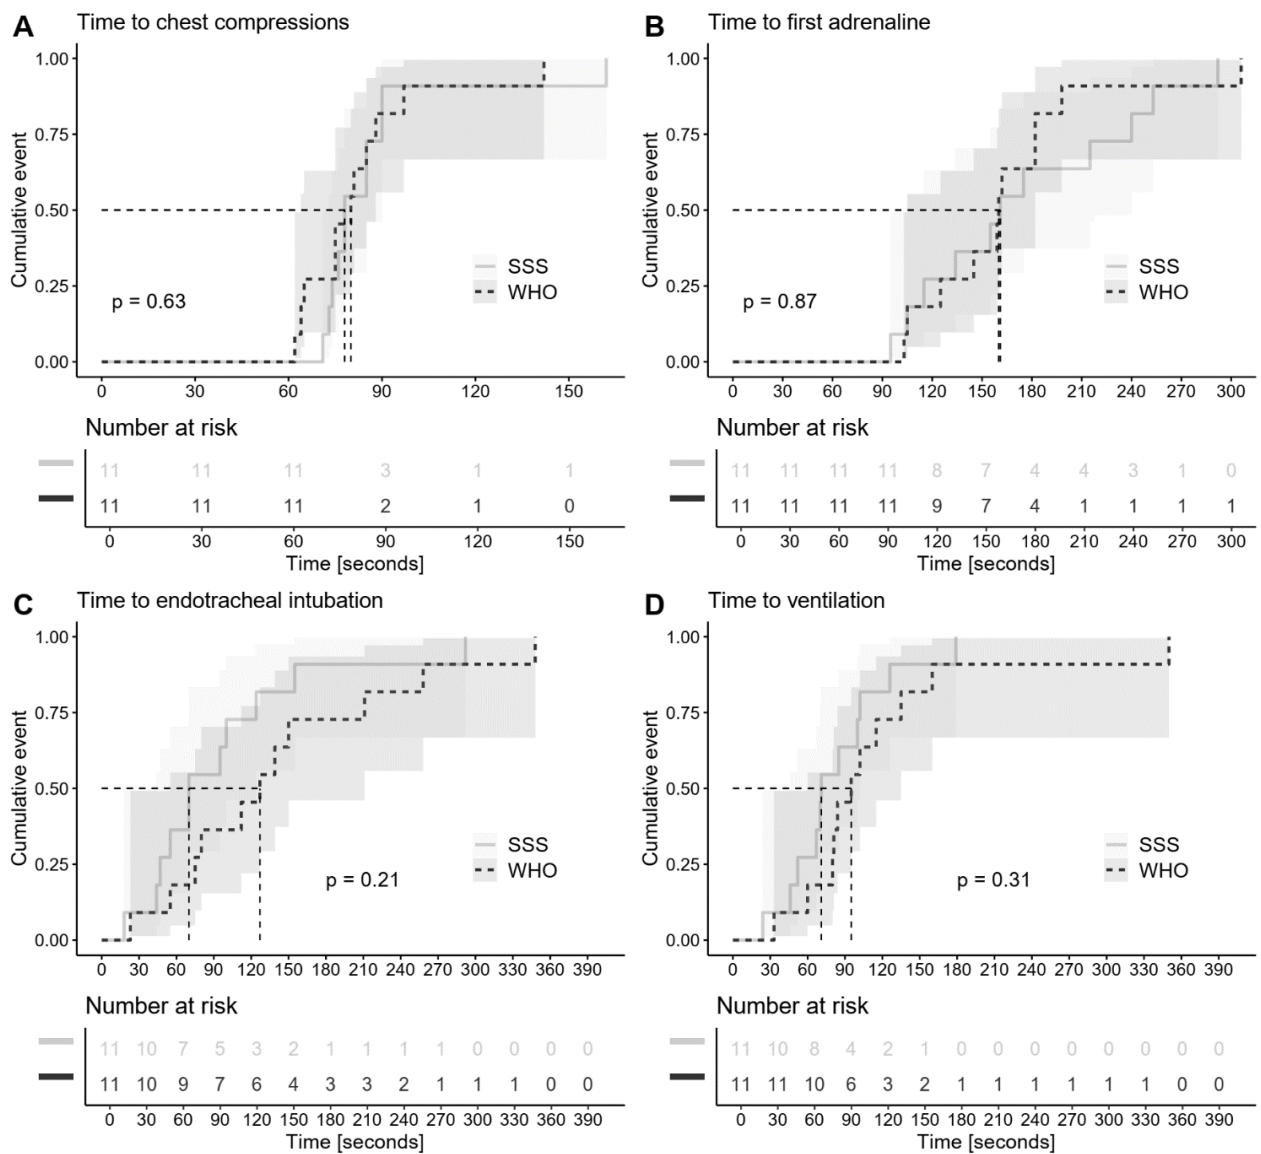 A Time to chest compressions
Cumulative event
1.00
0.75
0.50
0.25
0.00
p = 0.63
SSS
WHO
0 30 60 90 120 150
Number at risk
11 11 11 3 1 1
11 11 11 2 1 0
0 30 60 90 120 150
Time [seconds]
B Time to first adrenaline
Cumulative event
1.00
0.75
0.50
0.25
0.00
p = 0.87
SSS
WHO
0 30 60 90 120 150 180 210 240 270 300
Number at risk
11 11 11 11 8 7 4 4 3 1 0
11 11 11 11 9 7 4 1 1 1 1
0 30 60 90 120 150 180 210 240 270 300
Time [seconds]
C Time to endotracheal intubation
Cumulative event
1.00
0.75
0.50
0.25
0.00
p = 0.21
SSS
WHO
0 30 60 90 120 150 180 210 240 270 300 330 360 390
Number at risk
11 10 7 5 3 2 1 1 1 1 0 0 0 0
11 10 9 7 6 4 3 3 2 1 1 1 0 0
0 30 60 90 120 150 180 210 240 270 300 330 360 390
Time [seconds]
D Time to ventilation
Cumulative event
1.00
0.75
0.50
0.25
0.00
p = 0.31
SSS
WHO
0 30 60 90 120 150 180 210 240 270 300 330 360 390
Number at risk
11 10 8 4 2 1 0 0 0 0 0 0 0 0
11 11 10 6 3 2 1 1 1 1 1 1 0 0
0 30 60 90 120 150 180 210 240 270 300 330 360 390
Time [seconds]